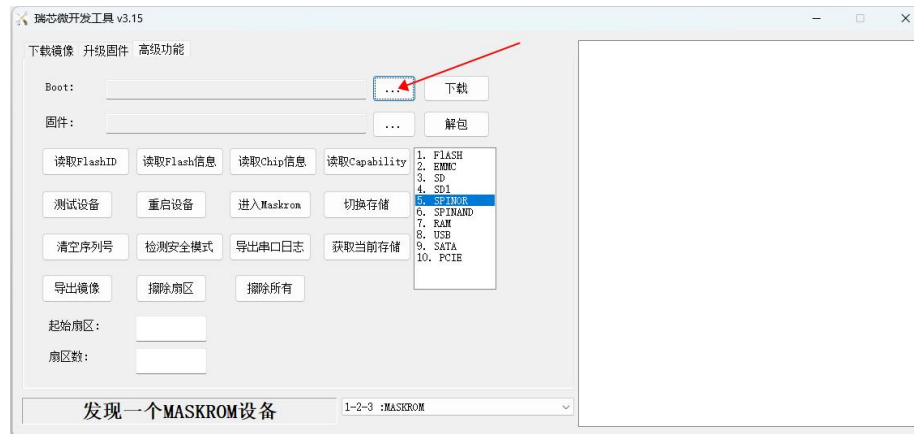 瑞芯微开发工具 v3.15
下载镜像 升级固件 高级功能
Boot: ... 下载
固件: ... 解包
读取FlashID 读取Flash信息 读取Chip信息 读取Capability
测试设备 重启设备 进入Maskrom 切换存储
清空序列号 检测安全模式 导出串口日志 获取当前存储
导出镜像 擦除扇区 擦除所有
1. FlASH
2. EMMC
3. SD
4. SD1
5. SPINOR
6. SPINAND
7. RAM
8. USB
9. SATA
10. PCIE
起始扇区:
扇区数:
发现一个MASKROM设备 1-2-3 :MASKROM